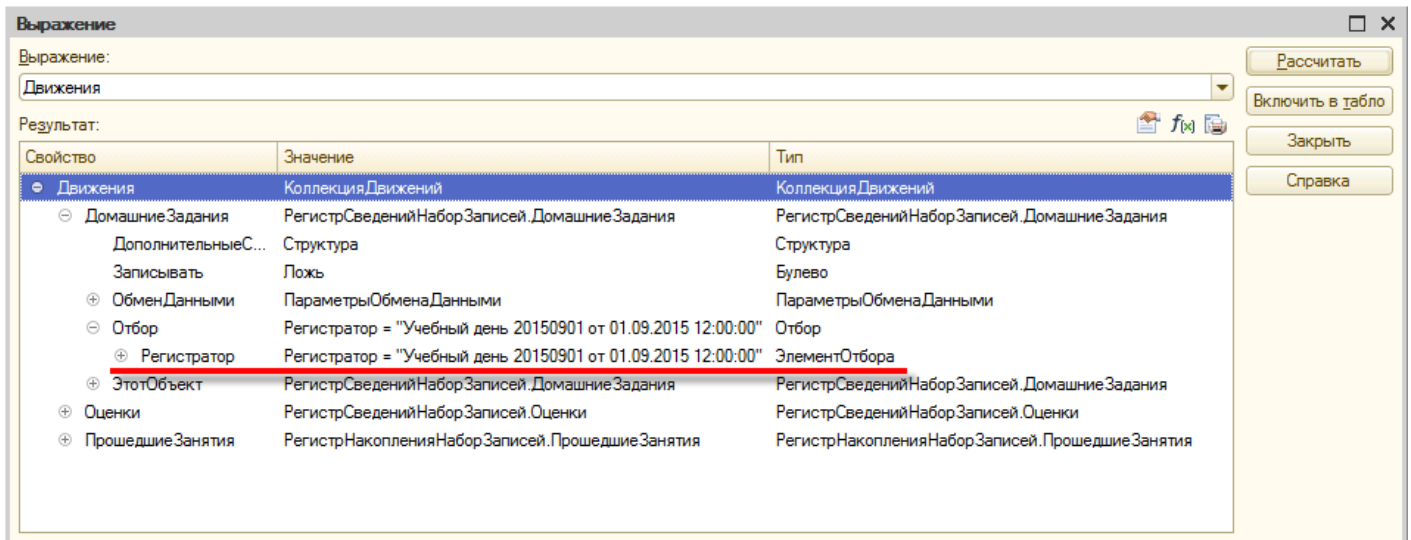 Выражение
Выражение:
Рассчитать
Движения
Включить в табло
Результат:
f(x)
Закрыть
Свойство Значение Тип
Справка
Движения КоллекцияДвижений КоллекцияДвижений
ДомашниеЗадания РегистрСведенийНаборЗаписей.ДомашниеЗадания РегистрСведенийНаборЗаписей.ДомашниеЗадания
ДополнительныеС... Структура Структура
Записывать Ложь Булево
ОбменДанными ПараметрыОбменаДанными ПараметрыОбменаДанными
Отбор Регистратор = "Учебный день 20150901 от 01.09.2015 12:00:00" Отбор
Регистратор Регистратор = "Учебный день 20150901 от 01.09.2015 12:00:00" ЭлементОтбора
ЭтотОбъект РегистрСведенийНаборЗаписей.ДомашниеЗадания РегистрСведенийНаборЗаписей.ДомашниеЗадания
Оценки РегистрСведенийНаборЗаписей.Оценки РегистрСведенийНаборЗаписей.Оценки
ПрошедшиеЗанятия РегистрНакопленияНаборЗаписей.ПрошедшиеЗанятия РегистрНакопленияНаборЗаписей.ПрошедшиеЗанятия